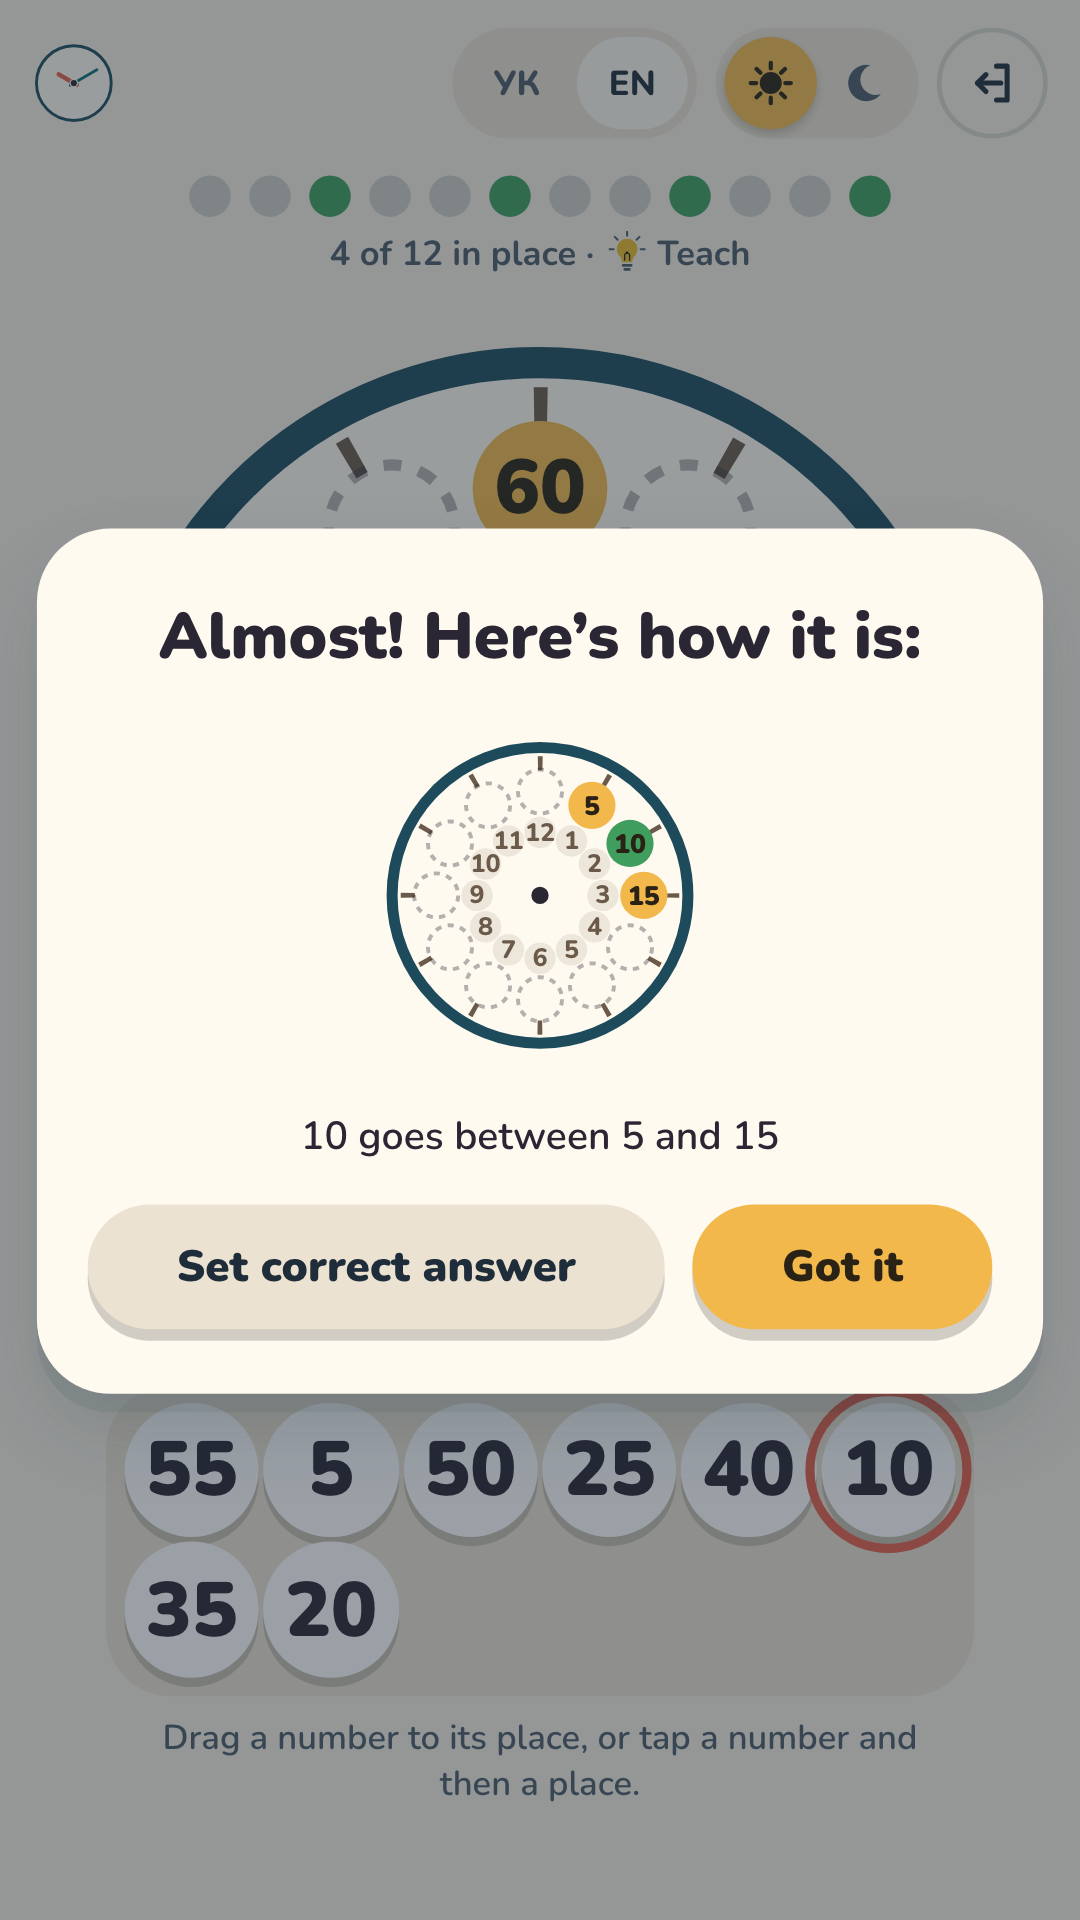 УК EN
4 of 12 in place · Teach
60
Almost! Here's how it is:
5
10
15
12
1
2
3
4
5
6
7
8
9
10
11
10 goes between 5 and 15
Set correct answer
Got it
55 5 50 25 40 10
35 20
Drag a number to its place, or tap a number and
then a place.